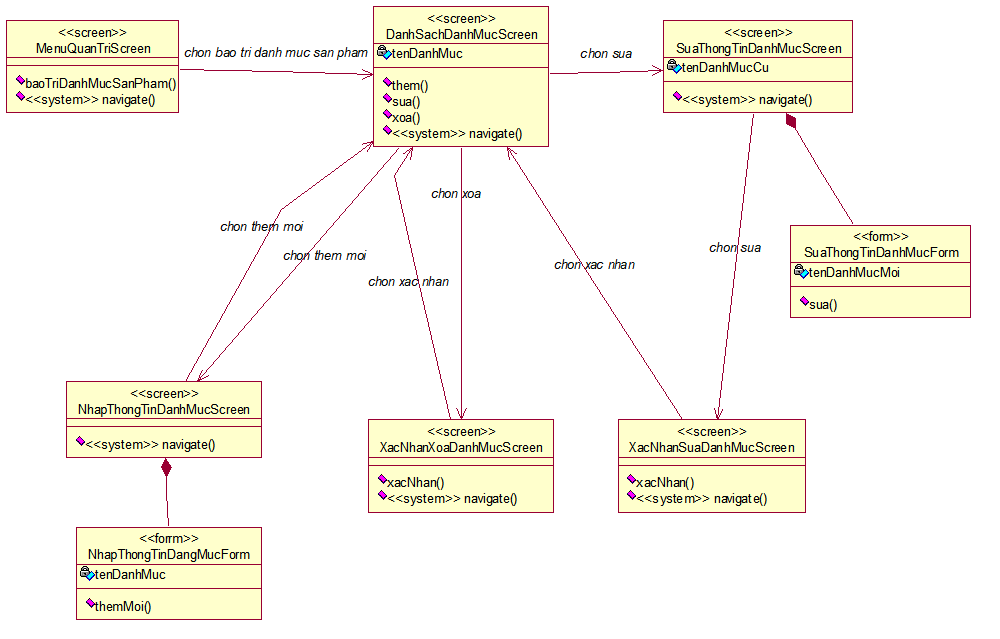 <<screen>>
MenuQuanTriScreen
baoTriDanhMucSanPham()
<<system>> navigate()
chon bao tri danh muc san pham
<<screen>>
DanhSachDanhMucScreen
tenDanhMuc
them()
sua()
xoa()
<<system>> navigate()
chon sua
<<screen>>
SuaThongTinDanhMucScreen
tenDanhMucCu
<<system>> navigate()
chon them moi
chon them moi
chon xoa
chon xac nhan
chon xac nhan
chon sua
<<form>>
SuaThongTinDanhMucForm
tenDanhMucMoi
sua()
<<screen>>
NhapThongTinDanhMucScreen
<<system>> navigate()
<<screen>>
XacNhanXoaDanhMucScreen
xacNhan()
<<system>> navigate()
<<screen>>
XacNhanSuaDanhMucScreen
xacNhan()
<<system>> navigate()
<<form>>
NhapThongTinDangMucForm
tenDanhMuc
themMoi()